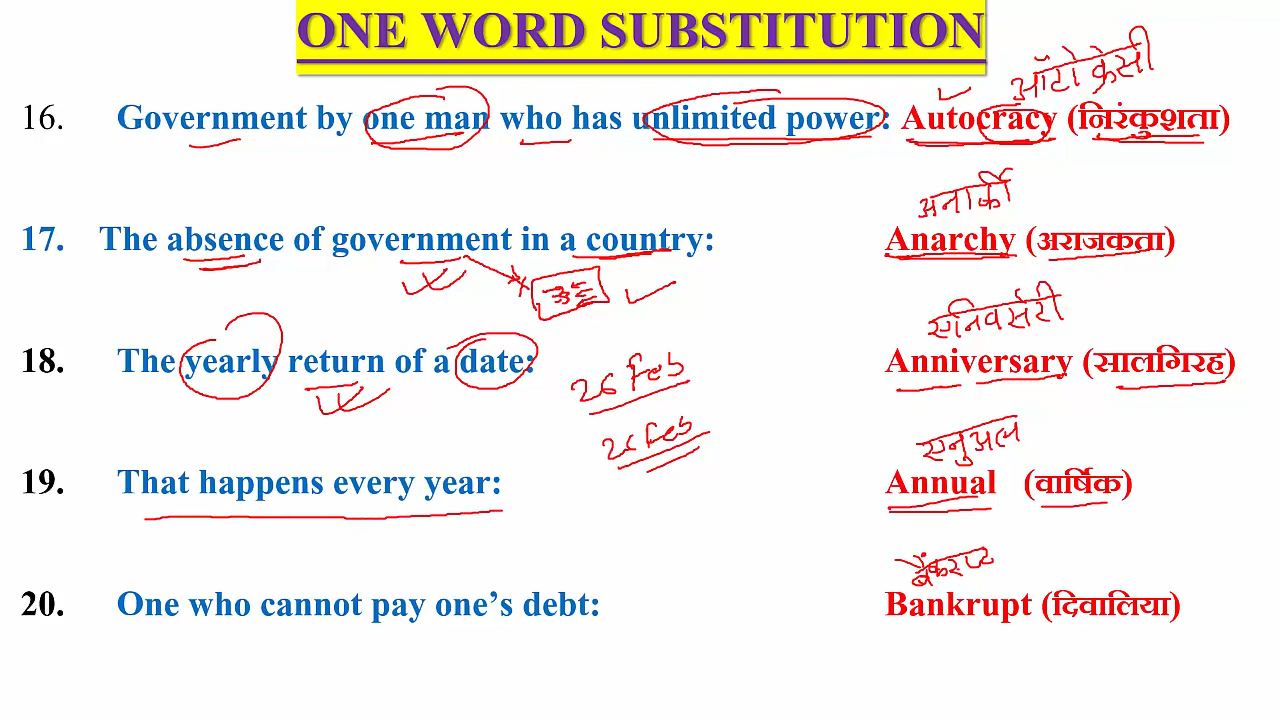 ONE WORD SUBSTITUTION
ऑटोक्रेसी
16. Government by one man who has unlimited power: Autocracy (निरंकुशता)
अनार्की
17. The absence of government in a country: Anarchy (अराजकता)
एनिवर्सरी
18. The yearly return of a date: Anniversary (सालगिरह)
26 Feb
26 Feb
एनुअल
19. That happens every year: Annual (वार्षिक)
बैंकरप्ट
20. One who cannot pay one’s debt: Bankrupt (दिवालिया)